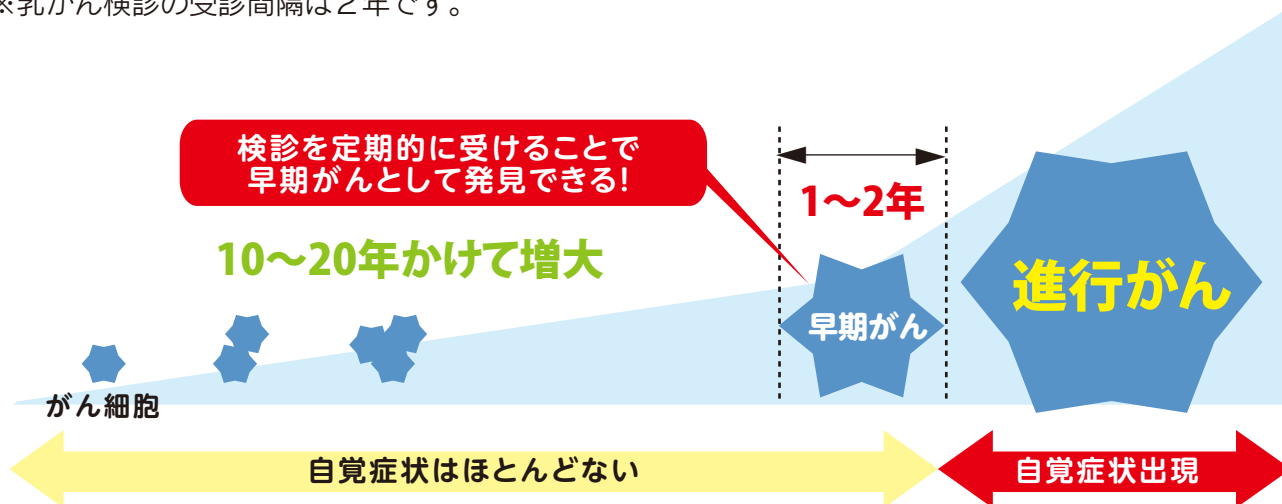 ※乳がん検診の受診間隔は2年です。
検診を定期的に受けることで
早期がんとして発見できる!
1〜2年
10〜20年かけて増大
早期がん
進行がん
がん細胞
自覚症状はほとんどない
自覚症状出現